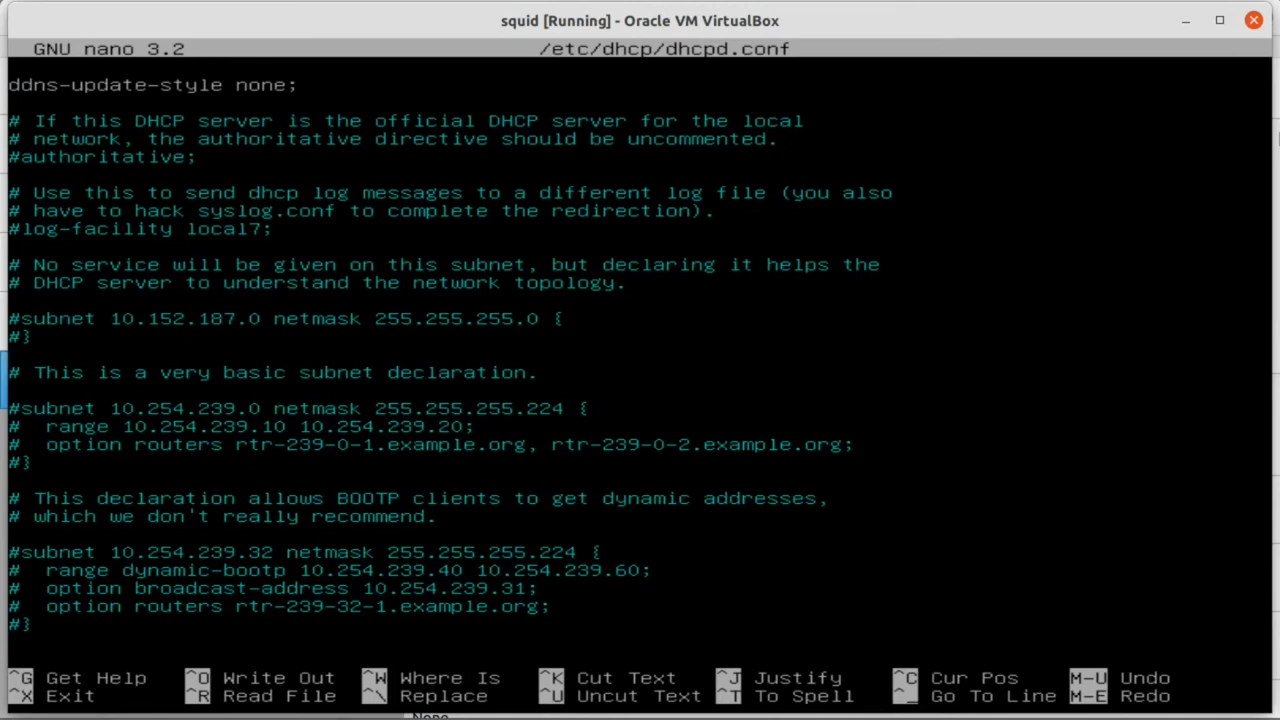 squid [Running] - Oracle VM VirtualBox
GNU nano 3.2 /etc/dhcp/dhcpd.conf
ddns-update-style none;
# If this DHCP server is the official DHCP server for the local
# network, the authoritative directive should be uncommented.
#authoritative;
# Use this to send dhcp log messages to a different log file (you also
# have to hack syslog.conf to complete the redirection).
#log-facility local7;
# No service will be given on this subnet, but declaring it helps the
# DHCP server to understand the network topology.
#subnet 10.152.187.0 netmask 255.255.255.0 {
#}
# This is a very basic subnet declaration.
#subnet 10.254.239.0 netmask 255.255.255.224 {
#  range 10.254.239.10 10.254.239.20;
#  option routers rtr-239-0-1.example.org, rtr-239-0-2.example.org;
#}
# This declaration allows BOOTP clients to get dynamic addresses,
# which we don't really recommend.
#subnet 10.254.239.32 netmask 255.255.255.224 {
#  range dynamic-bootp 10.254.239.40 10.254.239.60;
#  option broadcast-address 10.254.239.31;
#  option routers rtr-239-32-1.example.org;
#}
^G Get Help ^O Write Out ^W Where Is ^K Cut Text ^J Justify ^C Cur Pos M-U Undo
^X Exit ^R Read File ^\ Replace ^U Uncut Text ^T To Spell ^_ Go To Line M-E Redo
None